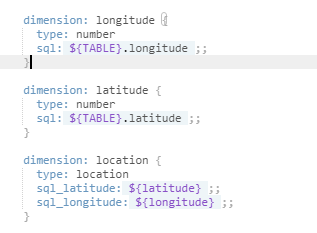 dimension: longitude {
type: number
sql: ${TABLE}.longitude ;;
}
dimension: latitude {
type: number
sql: ${TABLE}.latitude ;;
}
dimension: location {
type: location
sql_latitude: ${latitude} ;;
sql_longitude: ${longitude} ;;
}